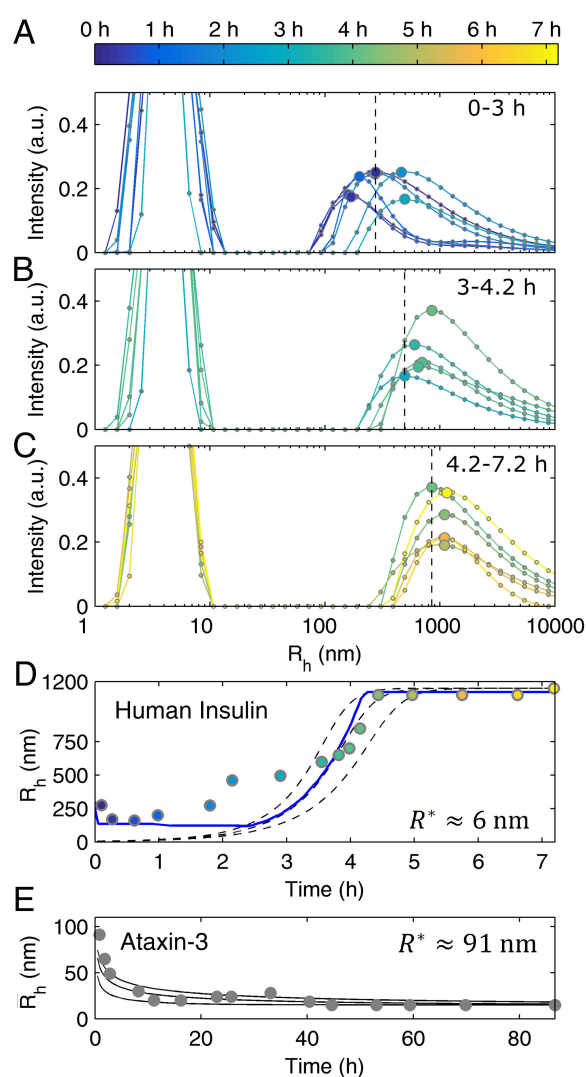 A
0 h 1 h 2 h 3 h 4 h 5 h 6 h 7 h
0-3 h
Intensity (a.u.)
0.4
0.2
0
B
3-4.2 h
Intensity (a.u.)
0.4
0.2
0
C
4.2-7.2 h
Intensity (a.u.)
0.4
0.2
0
1 10 100 1000 10000
Rh (nm)
D
Human Insulin
R* ≈ 6 nm
Rh (nm)
1200
750
500
250
0
0 1 2 3 4 5 6 7
Time (h)
E
Ataxin-3
R* ≈ 91 nm
R̄h (nm)
100
50
0
0 20 40 60 80
Time (h)